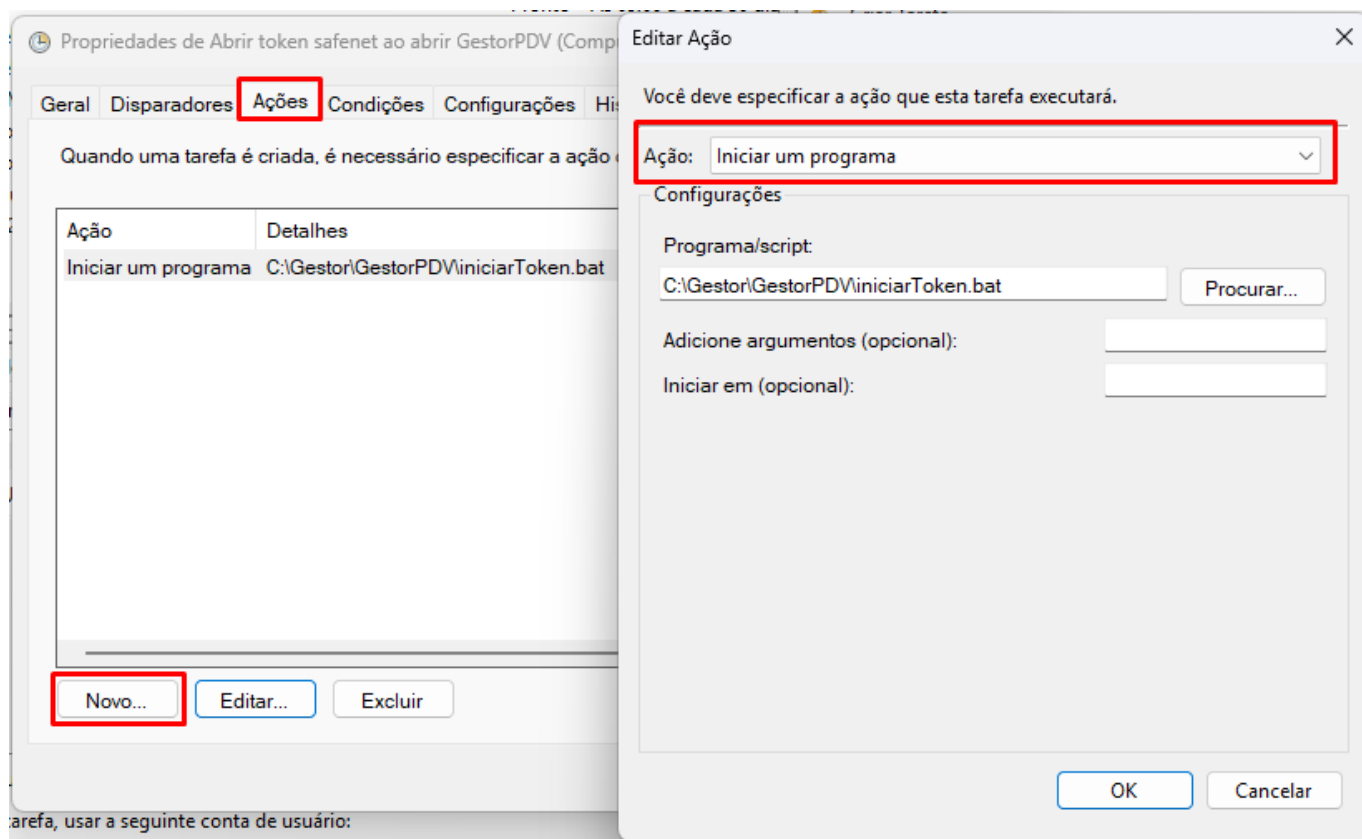 Propriedades de Abrir token safenet ao abrir GestorPDV (Comp
Geral Disparadores Ações Condições Configurações His
Quando uma tarefa é criada, é necessário especificar a ação
Ação Detalhes
Iniciar um programa C:\Gestor\GestorPDV\iniciarToken.bat
Novo... Editar... Excluir
tarefa, usar a seguinte conta de usuário:
Editar Ação
Você deve especificar a ação que esta tarefa executará.
Ação: Iniciar um programa
Configurações
Programa/script:
C:\Gestor\GestorPDV\iniciarToken.bat Procurar...
Adicione argumentos (opcional):
Iniciar em (opcional):
OK Cancelar